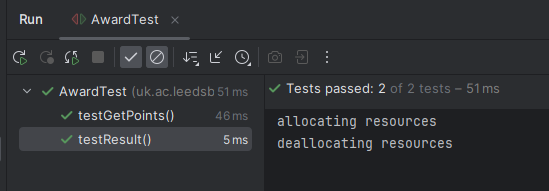 Run AwardTest
AwardTest (uk.ac.leedsb 51 ms
testGetPoints() 46 ms
testResult() 5 ms
Tests passed: 2 of 2 tests – 51 ms
allocating resources
deallocating resources